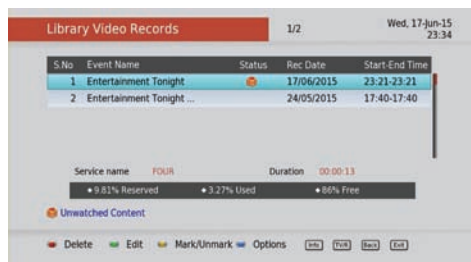 Library Video Records 1/2 Wed, 17-Jun-15
23:34
S.No Event Name Status Rec Date Start-End Time
1 Entertainment Tonight 17/06/2015 23:21-23:21
2 Entertainment Tonight ... 24/05/2015 17:40-17:40
Service name FOUR Duration 00:00:13
9.81% Reserved 3.27% Used 86% Free
Unwatched Content
Delete Edit Mark/Unmark Options Info TV/R Back Exit